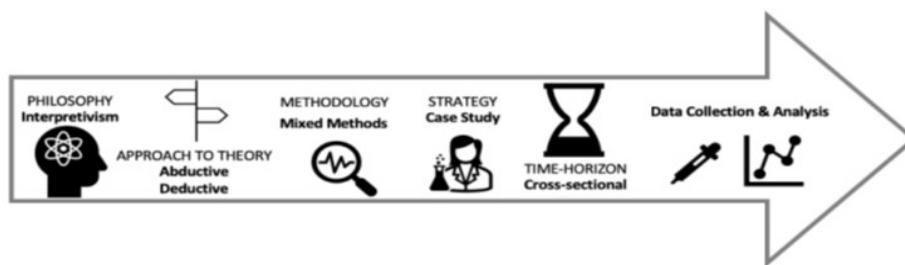 PHILOSOPHY
Interpretivism
APPROACH TO THEORY
Abductive
Deductive
METHODOLOGY
Mixed Methods
STRATEGY
Case Study
TIME-HORIZON
Cross-sectional
Data Collection & Analysis